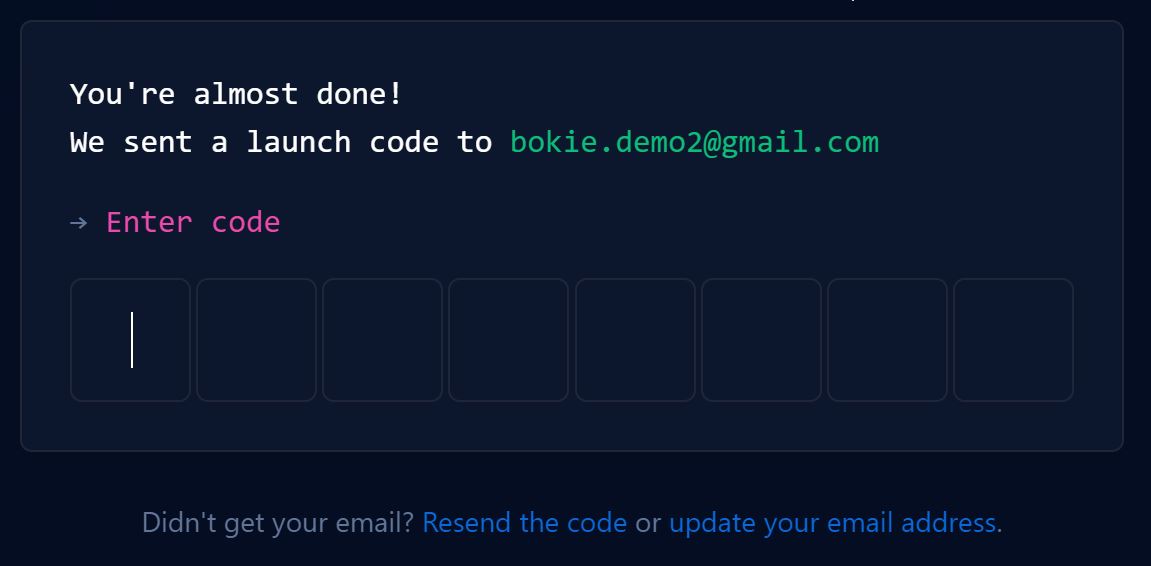 You're almost done!
We sent a launch code to bokie.demo2@gmail.com
→ Enter code
Didn't get your email? Resend the code or update your email address.